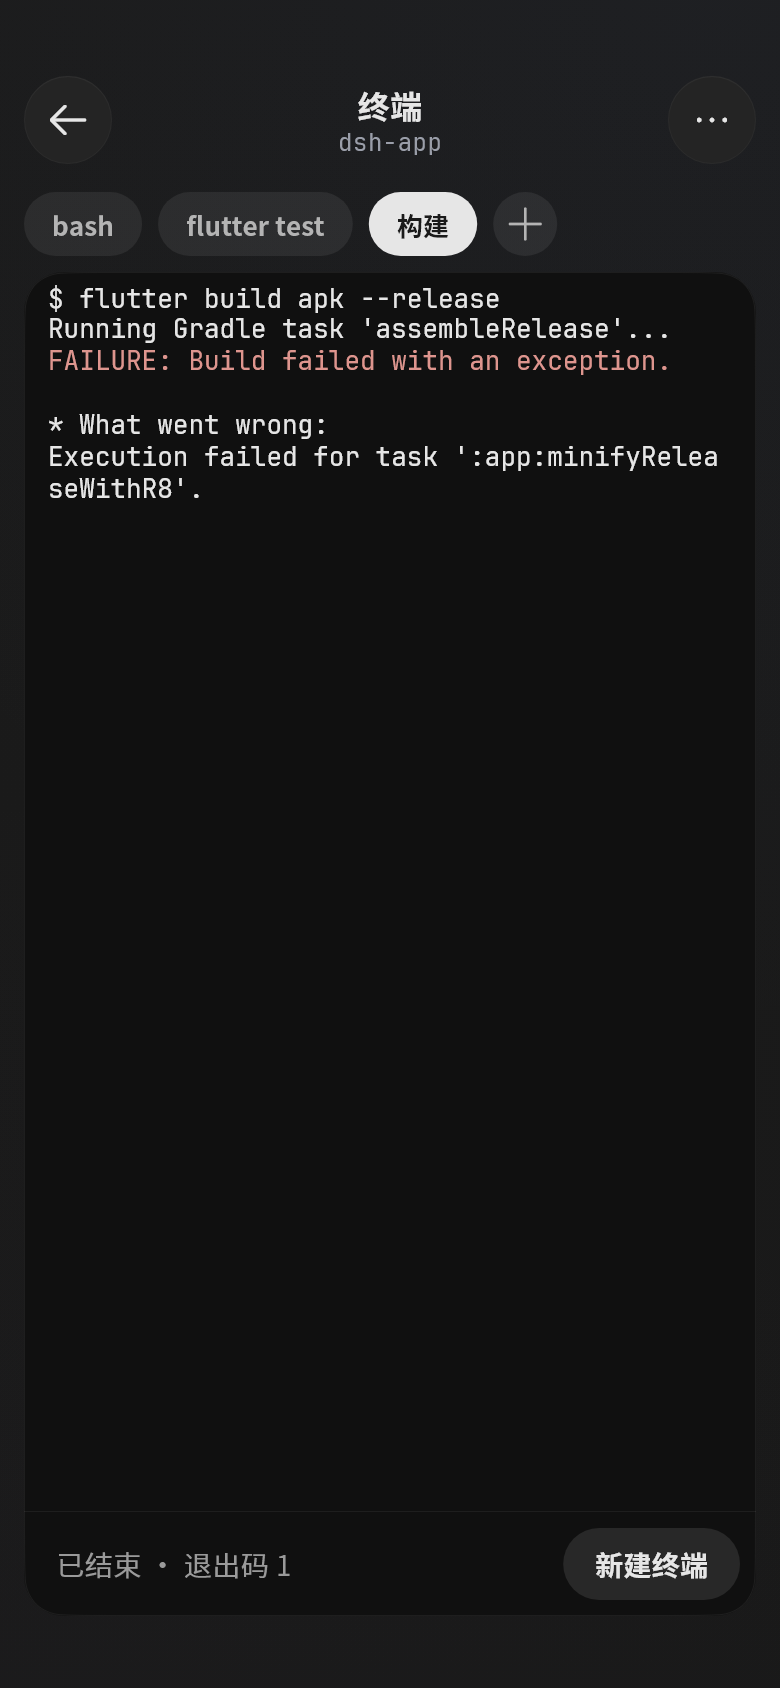 终端
dsh-app
bash
flutter test
构建
$ flutter build apk --release
Running Gradle task 'assembleRelease'...
FAILURE: Build failed with an exception.
* What went wrong:
Execution failed for task ':app:minifyRelea
seWithR8'.
已结束 · 退出码 1
新建终端